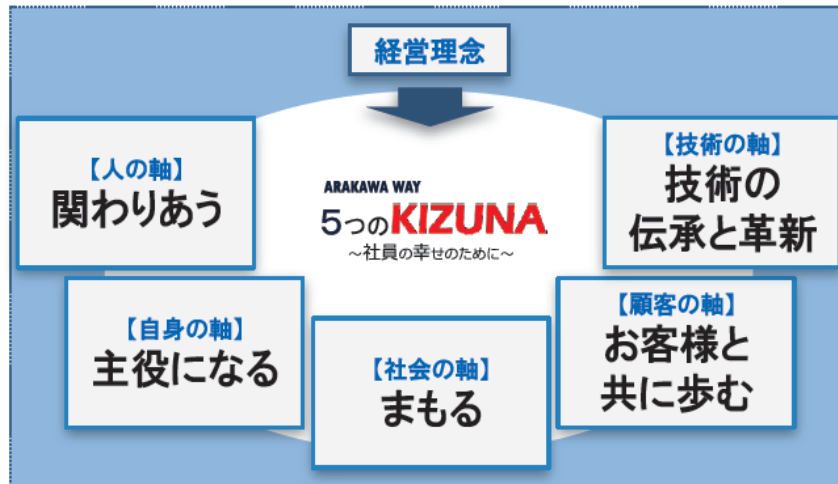 経営理念
【人の軸】
関わりあう
【技術の軸】
技術の
伝承と革新
ARAKAWA WAY
5つのKIZUNA
~社員の幸せのために~
【自身の軸】
主役になる
【社会の軸】
まもる
【顧客の軸】
お客様と
共に歩む